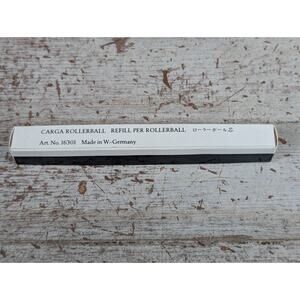 CARGA ROLLERBALL REFILL PER ROLLERBALL ローラーボール芯
Art. No. 16301 Made in W-Germany